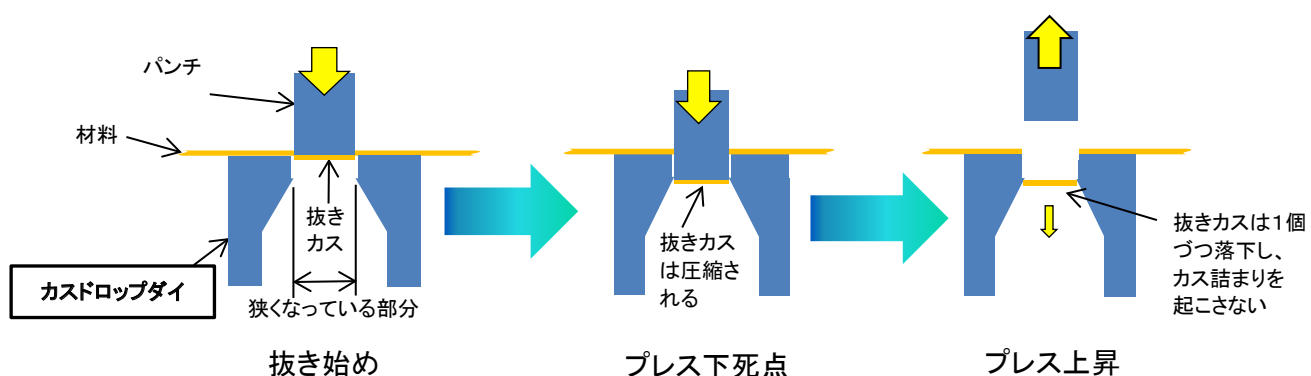 パンチ
材料
抜き
カス
カスドロップダイ
狭くなっている部分
抜き始め
抜きカス
は圧縮さ
れる
プレス下死点
抜きカスは1個
づつ落下し、
カス詰まりを
起こさない
プレス上昇